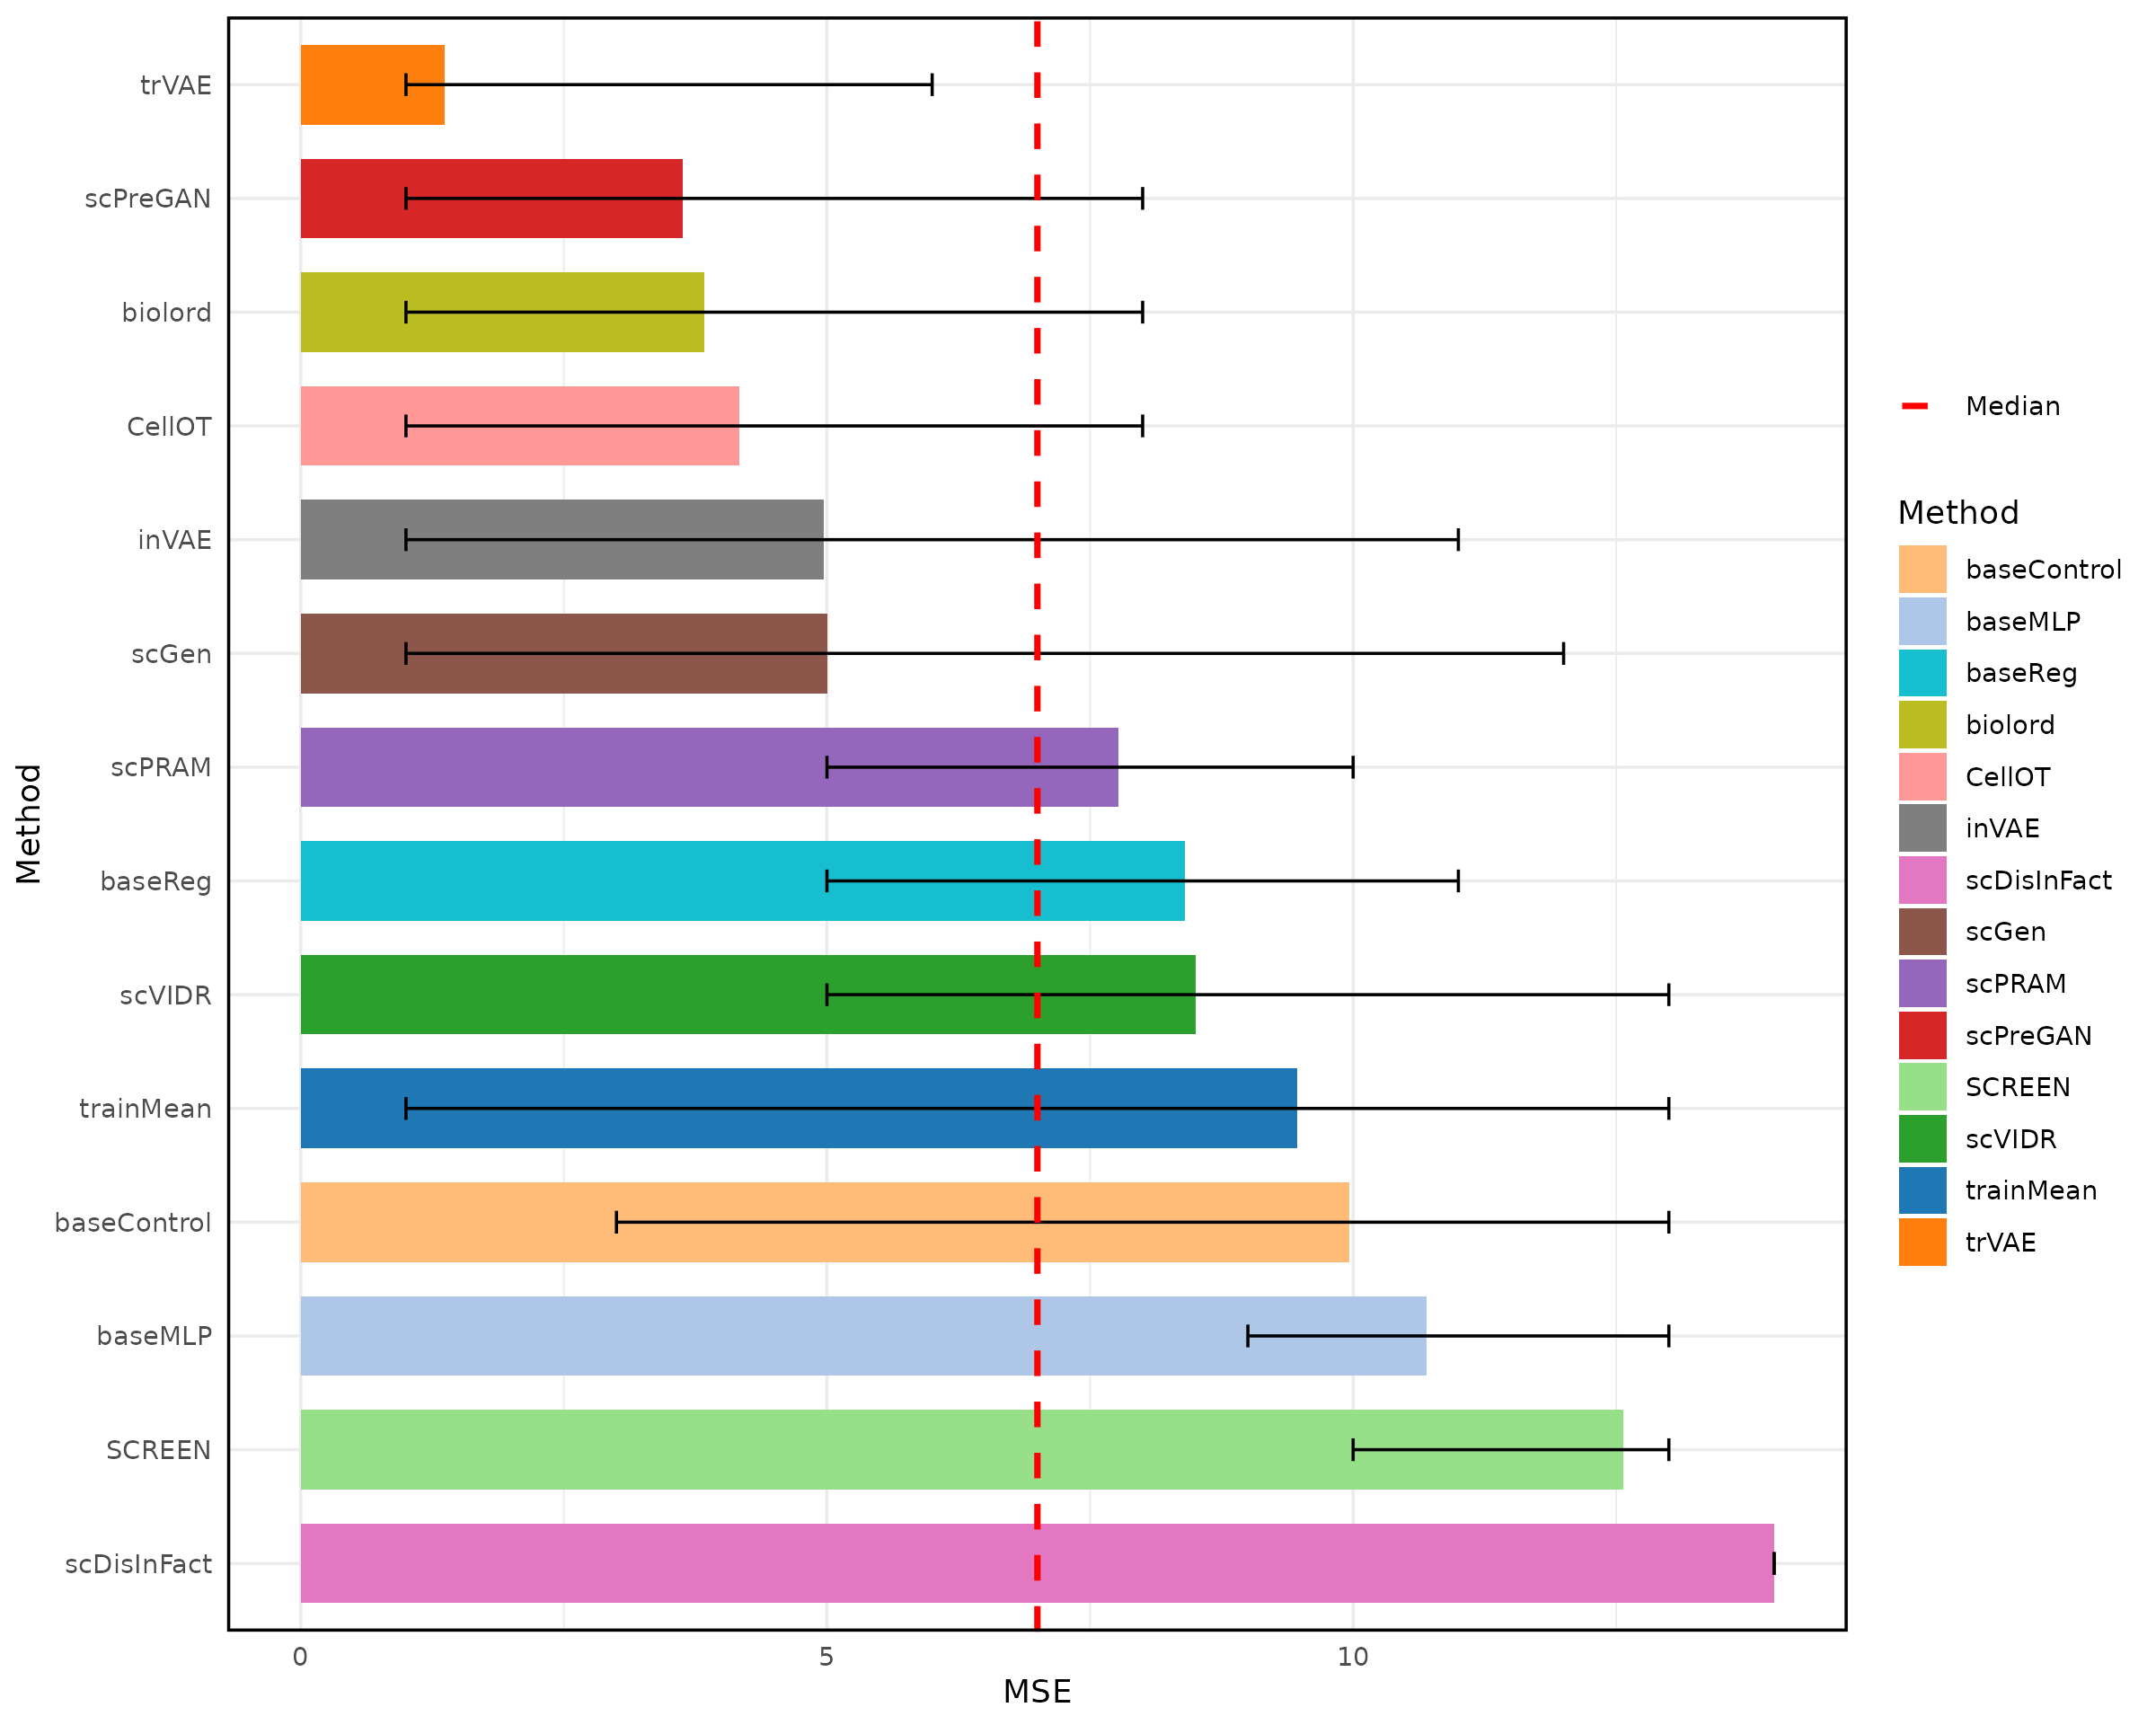 trVAE
scPreGAN
biolord
CellOT
inVAE
scGen
scPRAM
baseReg
scVIDR
trainMean
baseControl
baseMLP
SCREEN
scDisInFact
Method
0 5 10
MSE
Median
Method
baseControl
baseMLP
baseReg
biolord
CellOT
inVAE
scDisInFact
scGen
scPRAM
scPreGAN
SCREEN
scVIDR
trainMean
trVAE